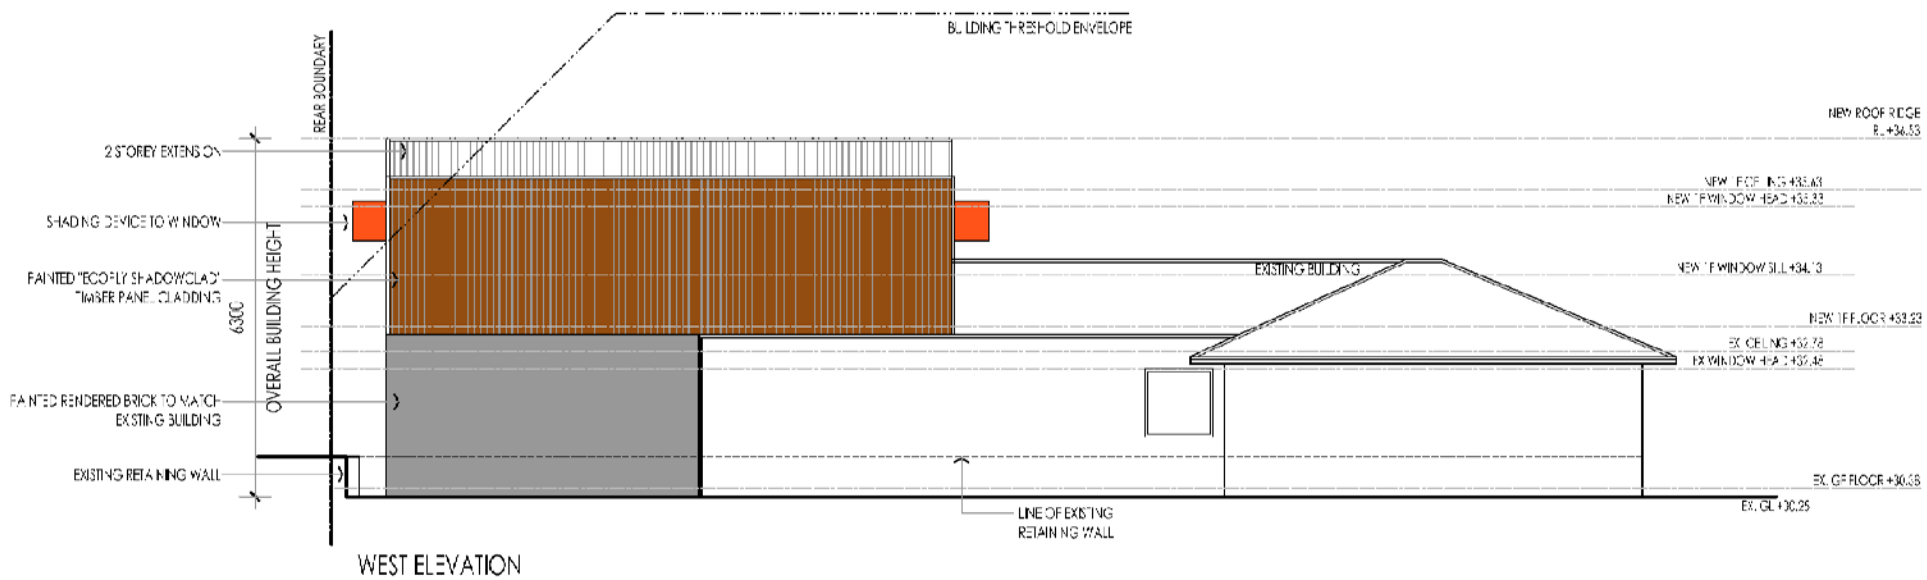 BUILDING THRESHOLD ENVELOPE
REAR BOUNDARY
NEW ROOF RIDGE
RL +36.53
2 STOREY EXTENSION
NEW 1F CEILING +35.63
NEW 1F WINDOW HEAD +35.33
SHADING DEVICE TO WINDOW
OVERALL BUILDING HEIGHT
6300
EXISTING BUILDING
NEW 1F WINDOW SILL +34.13
PAINTED "ECOPLY SHADOWCLAD"
TIMBER PANEL CLADDING
NEW 1F FLOOR +33.23
EX. CEILING +32.78
EX WINDOW HEAD +32.48
PAINTED RENDERED BRICK TO MATCH
EXISTING BUILDING
EXISTING RETAINING WALL
EX. GF FLOOR +30.38
EX. GL +30.25
LINE OF EXISTING
RETAINING WALL
WEST ELEVATION